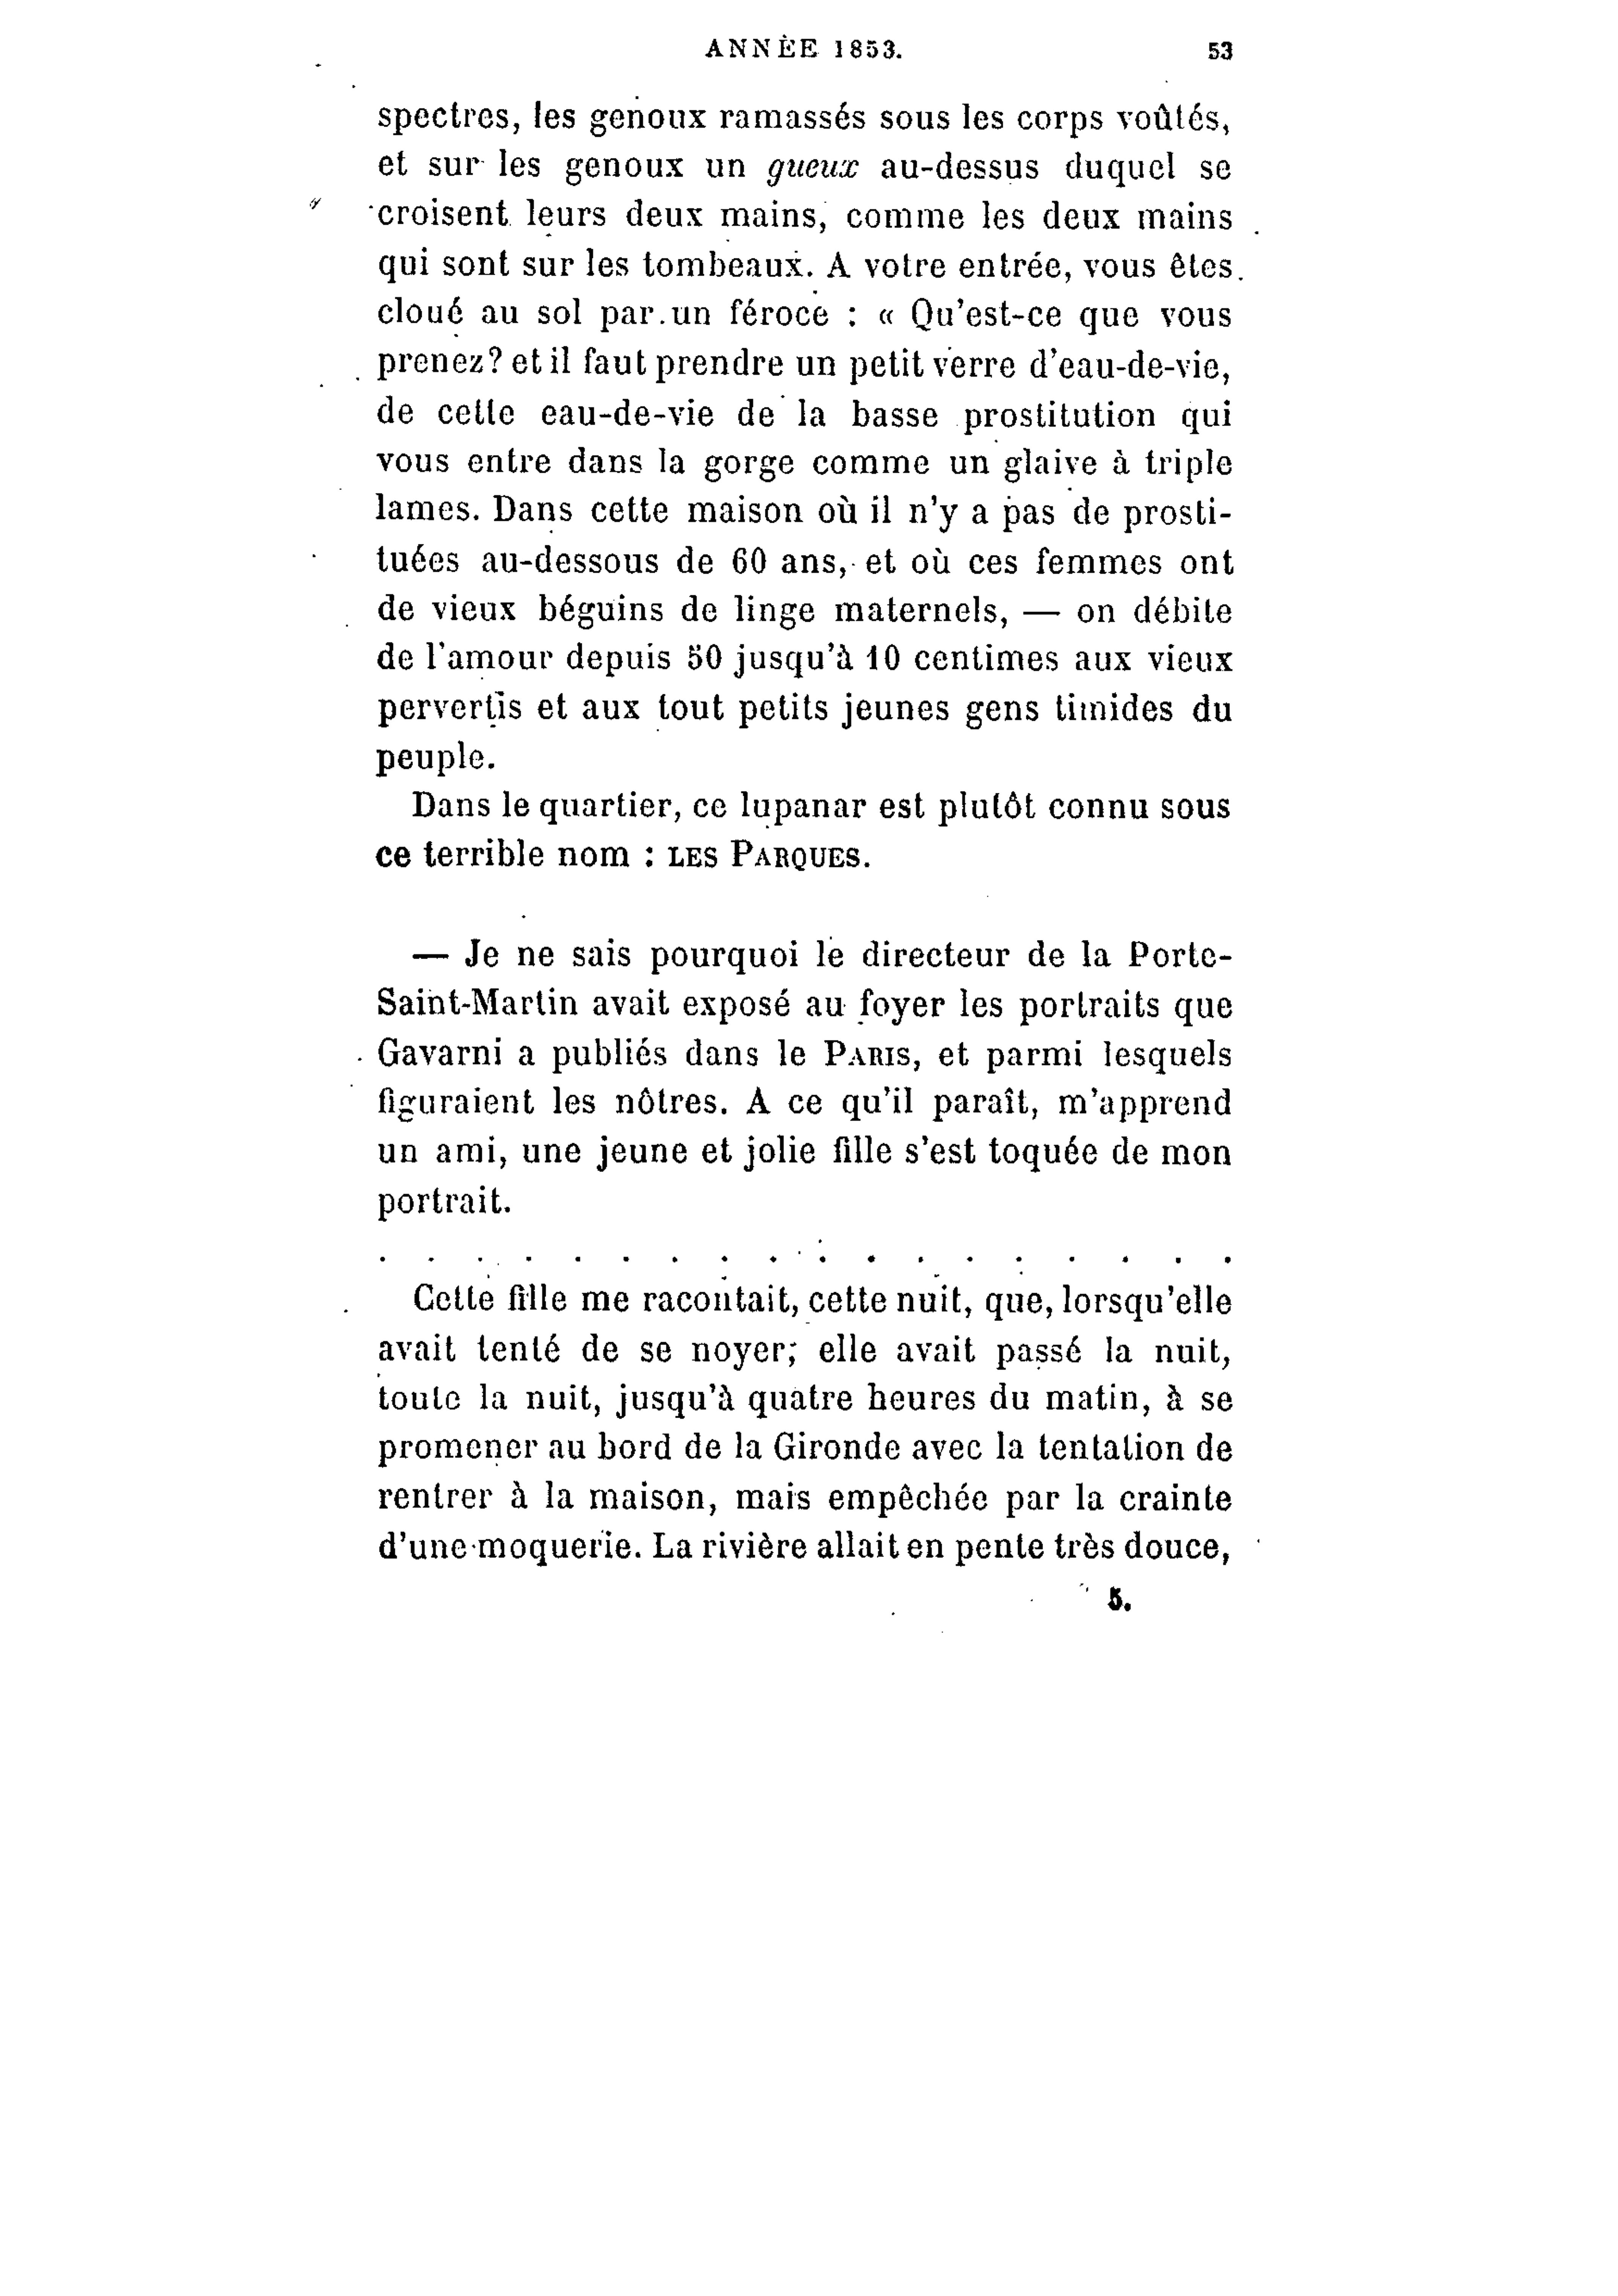 ANNÈE 1853. 53
spectres, les genoux ramassés sous les corps voûtés,
et sur les genoux un gueux au-dessus duquel se
croisent leurs deux mains, comme les deux mains
qui sont sur les tombeaux. A votre entrée, vous êtes
cloué au sol par un féroce : « Qu'est-ce que vous
prenez? et il faut prendre un petit verre d'eau-de-vie,
de cette eau-de-vie de la basse prostitution qui
vous entre dans la gorge comme un glaive à triple
lames. Dans cette maison où il n'y a pas de prosti-
tuées au-dessous de 60 ans, et où ces femmes ont
de vieux béguins de linge maternels, — on débite
de l'amour depuis 50 jusqu'à 10 centimes aux vieux
pervertis et aux tout petits jeunes gens timides du
peuple.
Dans le quartier, ce lupanar est plutôt connu sous
ce terrible nom : LES PARQUES.
— Je ne sais pourquoi le directeur de la Porte-
Saint-Martin avait exposé au foyer les portraits que
Gavarni a publiés dans le PARIS, et parmi lesquels
figuraient les nôtres. A ce qu'il paraît, m'apprend
un ami, une jeune et jolie fille s'est toquée de mon
portrait.
. . . . . . . . . . . . . . . . . .
Cette fille me racontait, cette nuit, que, lorsqu'elle
avait tenté de se noyer; elle avait passé la nuit,
toute la nuit, jusqu'à quatre heures du matin, à se
promener au bord de la Gironde avec la tentation de
rentrer à la maison, mais empêchée par la crainte
d'une moquerie. La rivière allait en pente très douce,
5.